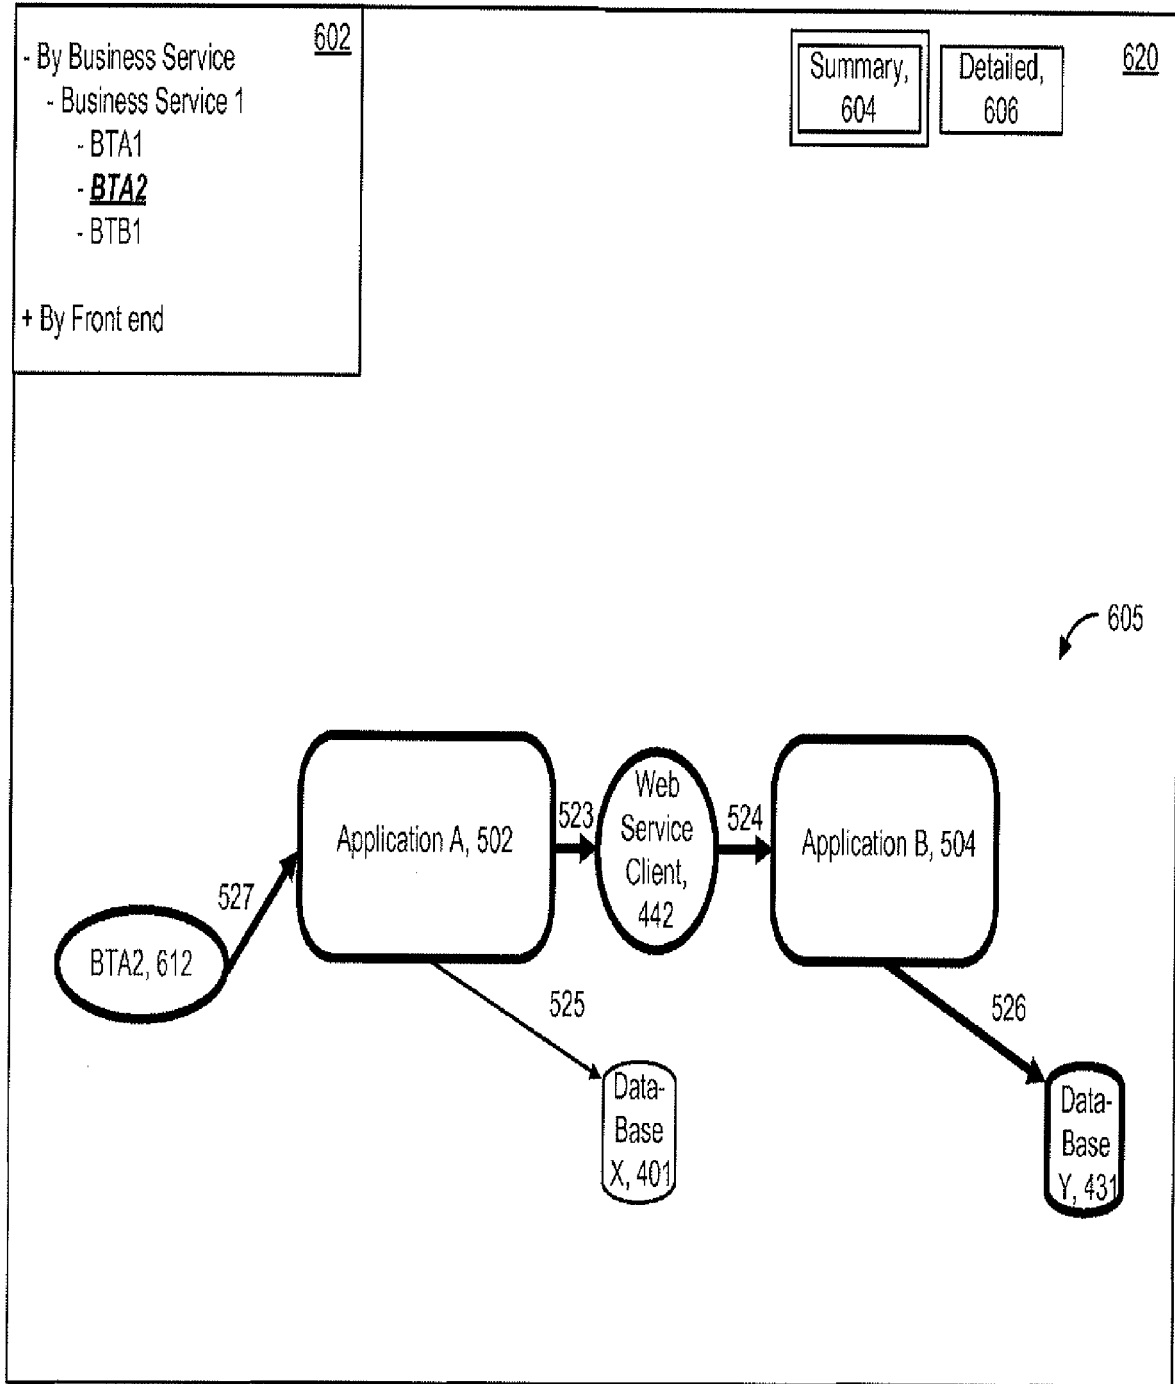 602
- By Business Service
- Business Service 1
- BTA1
- BTA2
- BTB1
+ By Front end
Summary,
604
Detailed,
606
620
605
Application A, 502
523
Web
Service
Client,
442
524
Application B, 504
527
BTA2, 612
525
526
Data-
Base
X, 401
Data-
Base
Y, 431